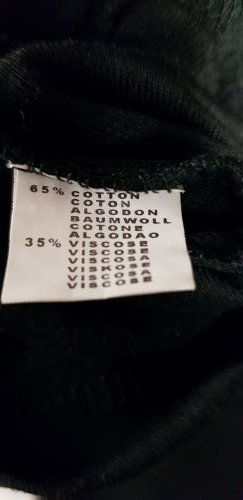 65% COTTON
COTON
ALGODON
BAUMWOLL
COTONE
ALGODAO
35% VISCOSE
VISCOSE
VISCOSA
VISKOSE
VISCOSA
VISCOSE